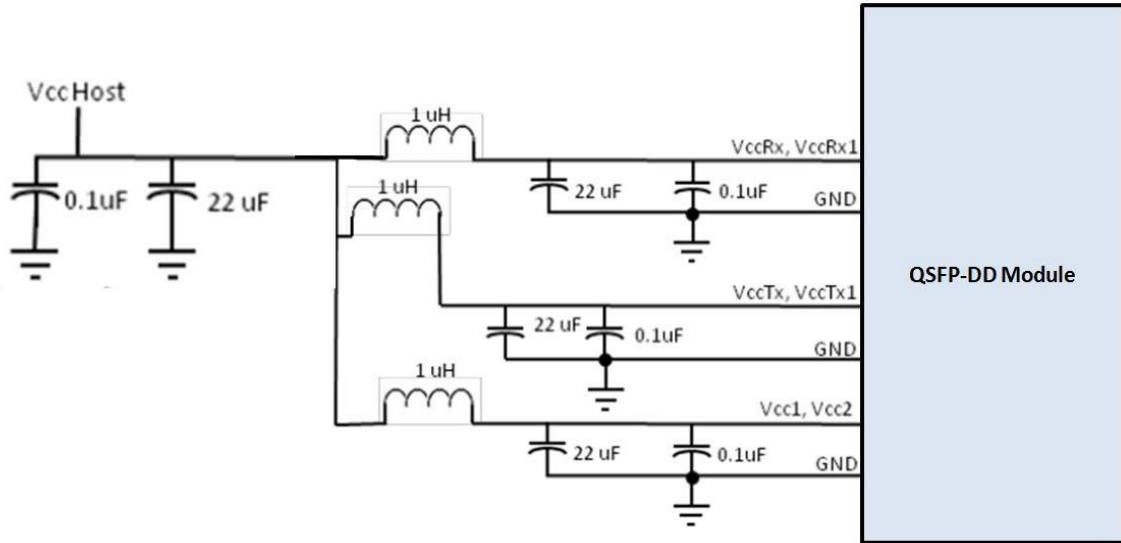 VccHost
0.1uF
22 uF
1 uH
VccRx, VccRx1
22 uF
0.1uF
GND
1 uH
VccTx, VccTx1
22 uF
0.1uF
GND
1 uH
Vcc1, Vcc2
22 uF
0.1uF
GND
QSFP-DD Module